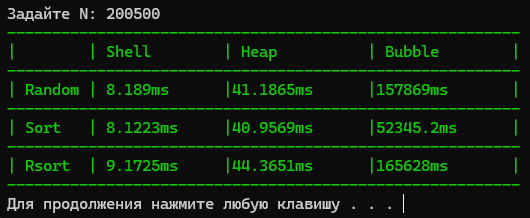 Задайте N: 200500
| | Shell | Heap | Bubble |
| Random | 8.189ms |41.1865ms |157869ms |
| Sort | 8.1223ms |40.9569ms |52345.2ms |
| Rsort | 9.1725ms |44.3651ms |165628ms |
Для продолжения нажмите любую клавишу . . .